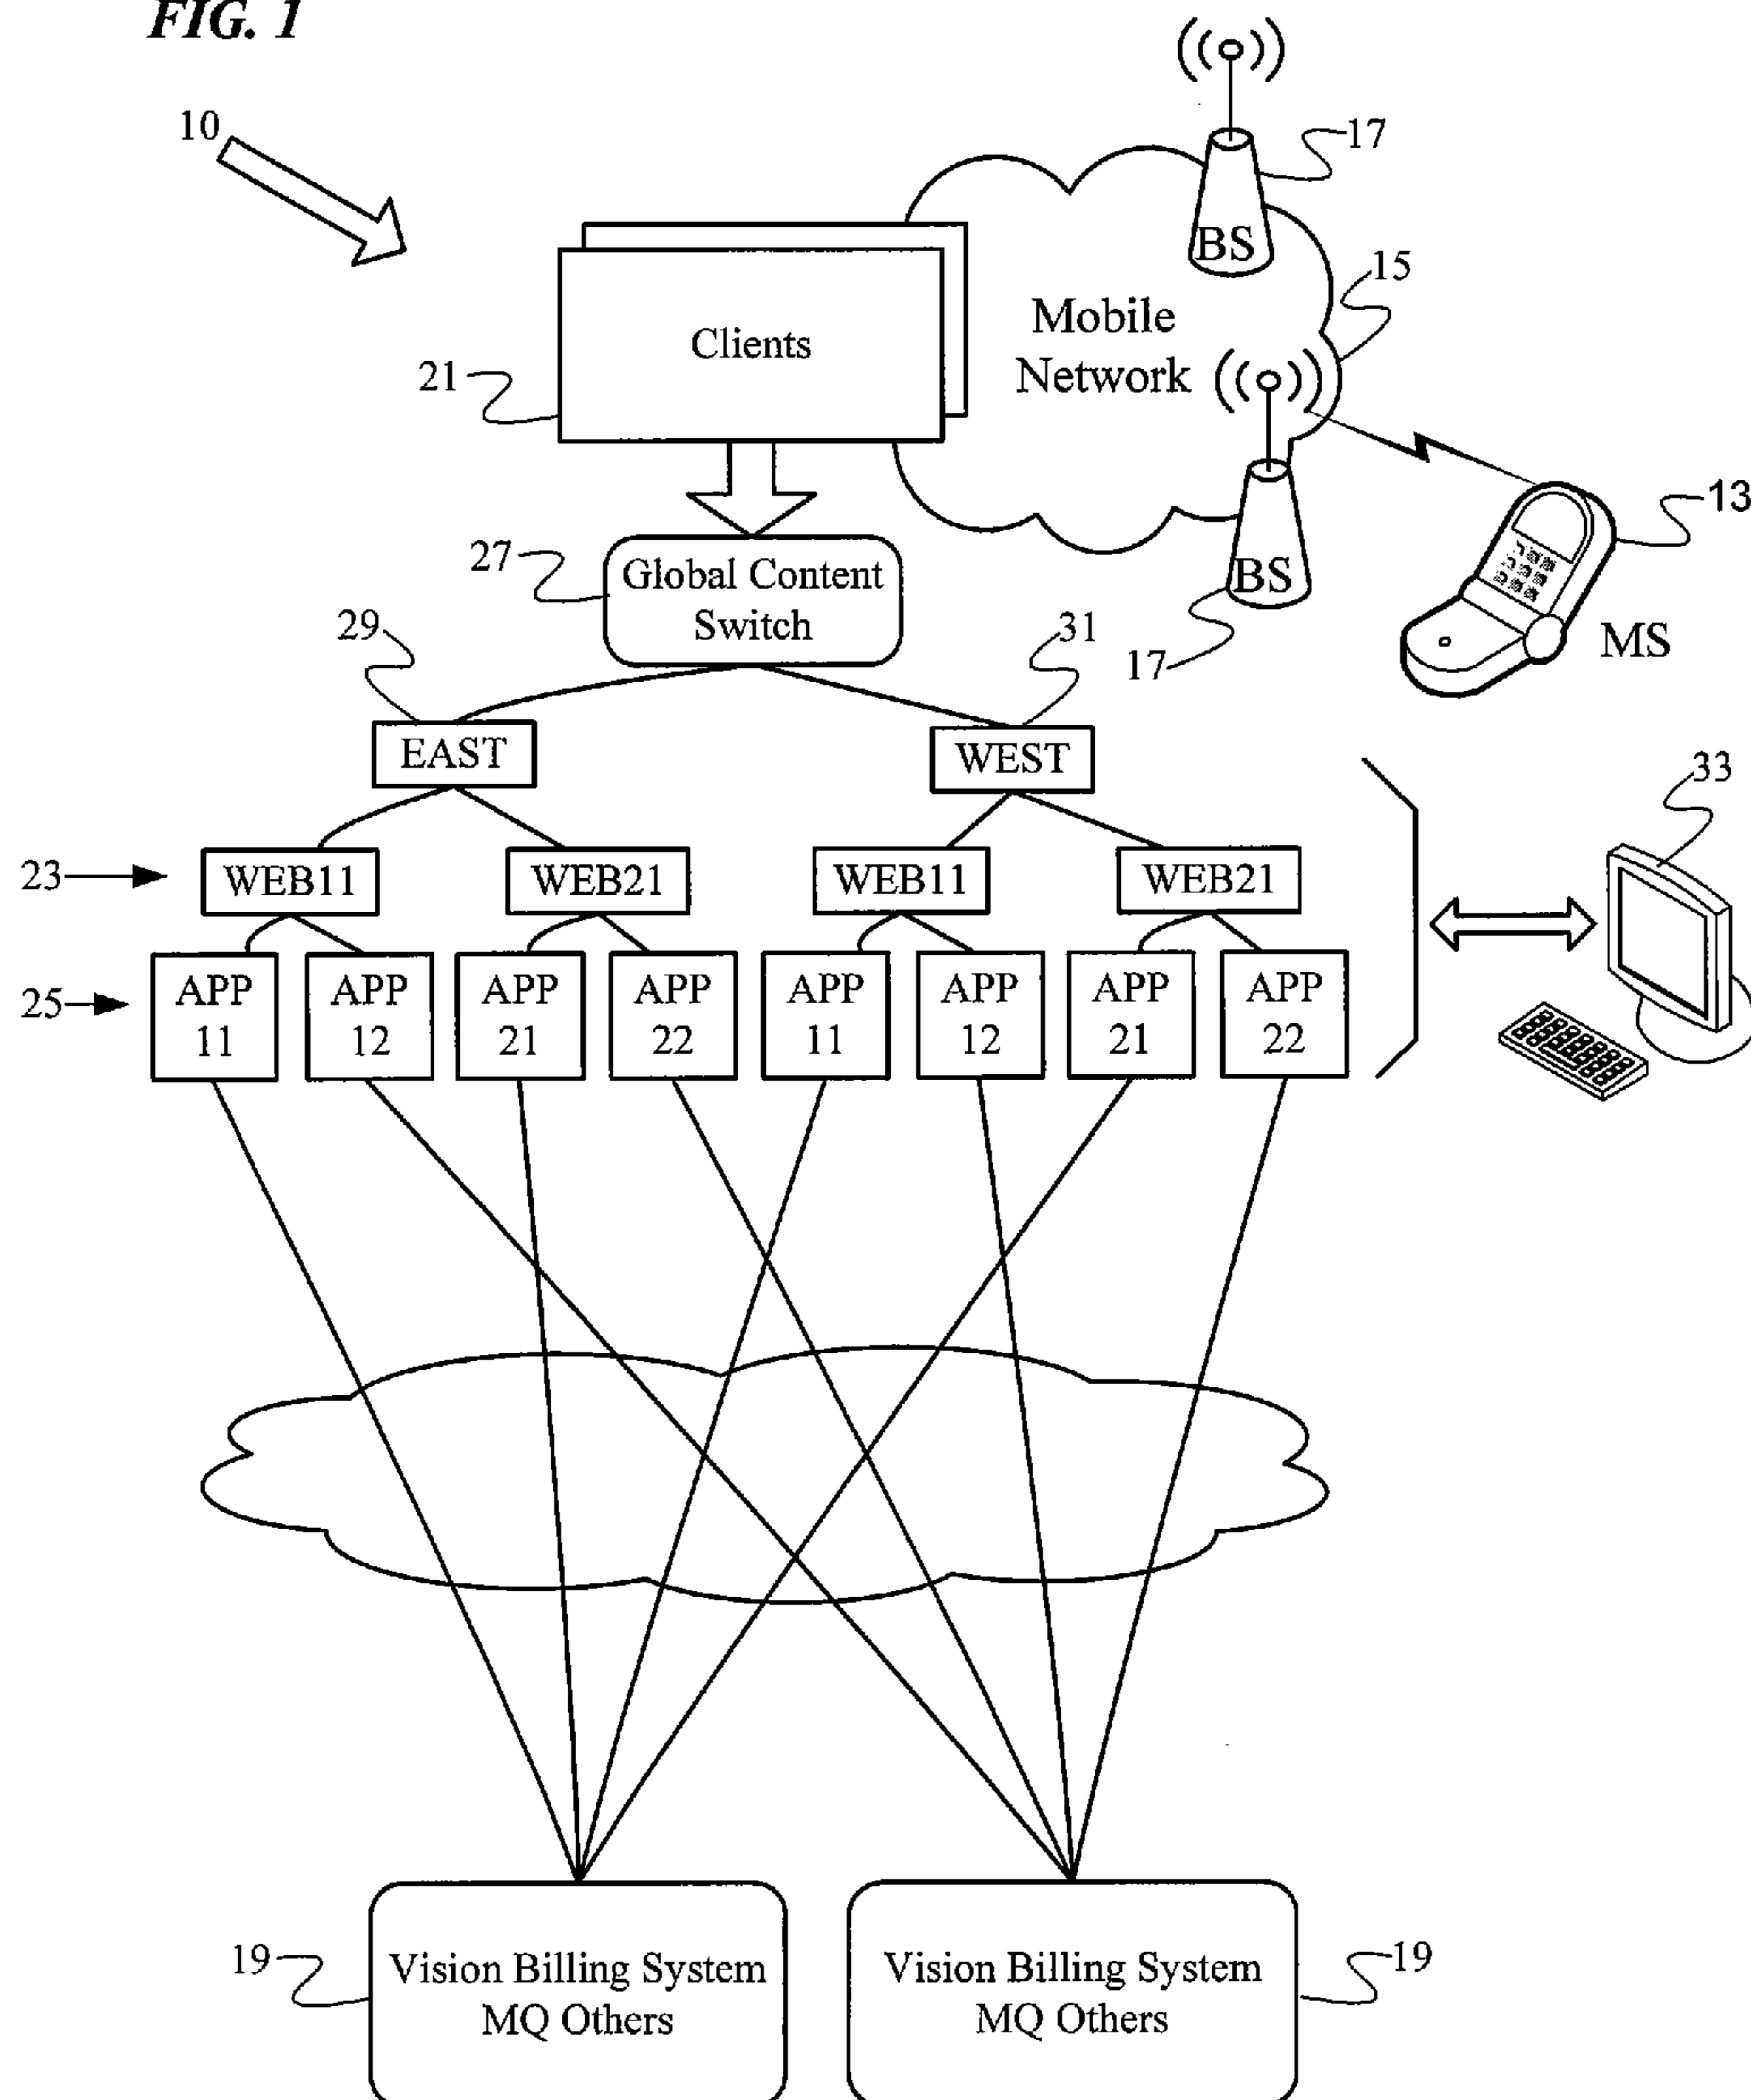 FIG. 1
10
17
BS
15
Mobile
Network
Clients
21
13
27
Global Content
Switch
BS
29
31
17
MS
EAST
WEST
33
23
WEB11
WEB21
WEB11
WEB21
25
APP
11
APP
12
APP
21
APP
22
APP
11
APP
12
APP
21
APP
22
19
Vision Billing System
MQ Others
Vision Billing System
MQ Others
19